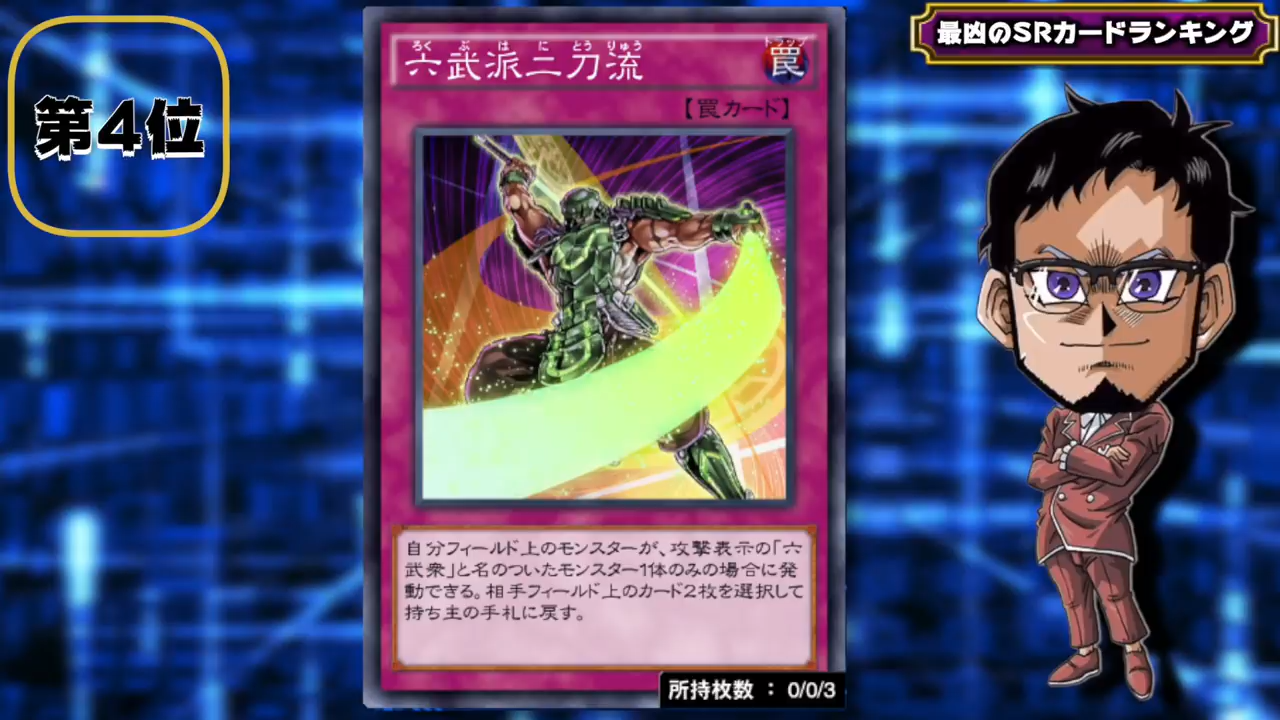 第4位
最凶のSRカードランキング
ろく ぶ は に とう りゅう
六武派二刀流
トラップ
罠
【罠カード】
自分フィールド上のモンスターが、攻撃表示の「六
武衆」と名のついたモンスター1体のみの場合に発
動できる。相手フィールド上のカード2枚を選択して
持ち主の手札に戻す。
所持枚数 : 0/0/3